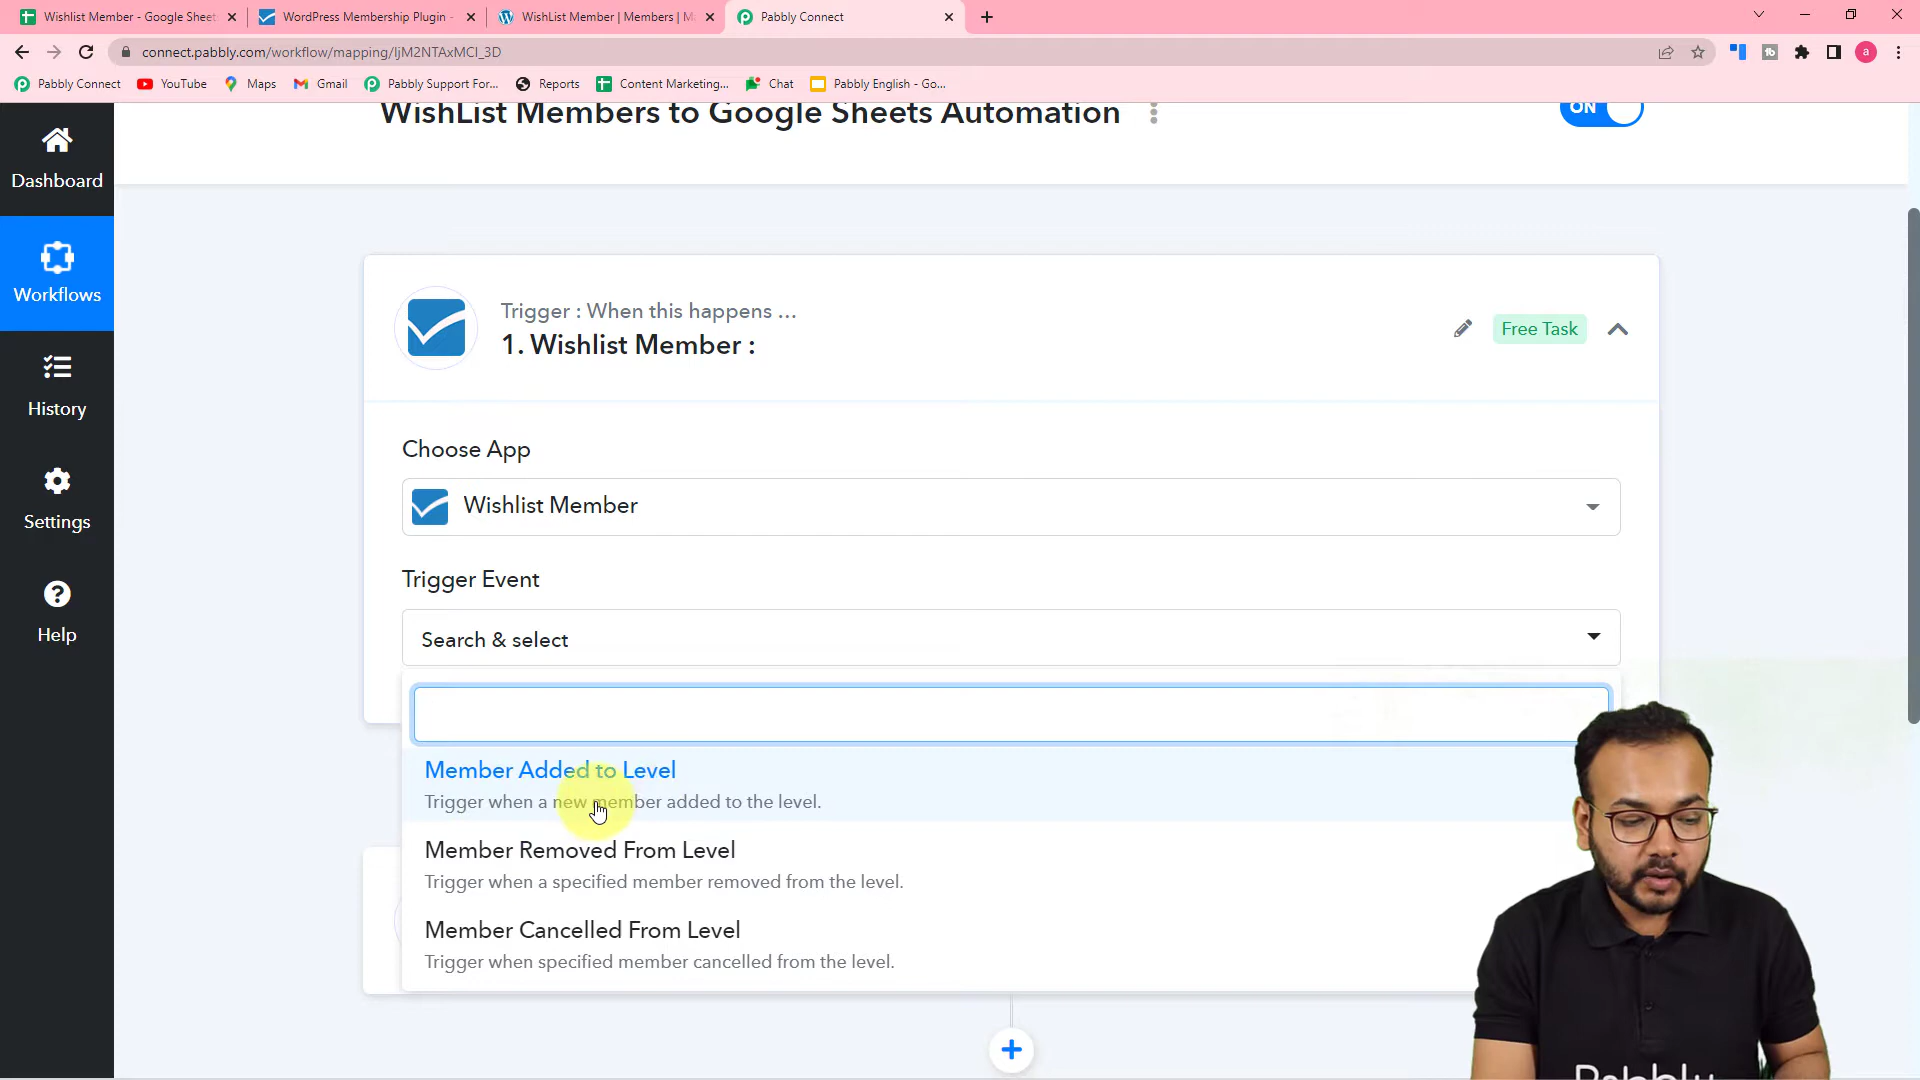 Wishlist Member - Google Sheets
WordPress Membership Plugin -
WishList Member | Members | M
Pabbly Connect
connect.pabbly.com/workflow/mapping/IjM2NTAxMCI_3D
a
Pabbly Connect
YouTube
Maps
Gmail
Pabbly Support For...
Reports
Content Marketing...
Chat
Pabbly English - Go...
WishList Members to Google Sheets Automation
ON
Dashboard
Workflows
History
Settings
Help
Trigger : When this happens ...
1. Wishlist Member :
Free Task
Choose App
Wishlist Member
Trigger Event
Search & select
Member Added to Level
Trigger when a new member added to the level.
Member Removed From Level
Trigger when a specified member removed from the level.
Member Cancelled From Level
Trigger when specified member cancelled from the level.
Pabbly